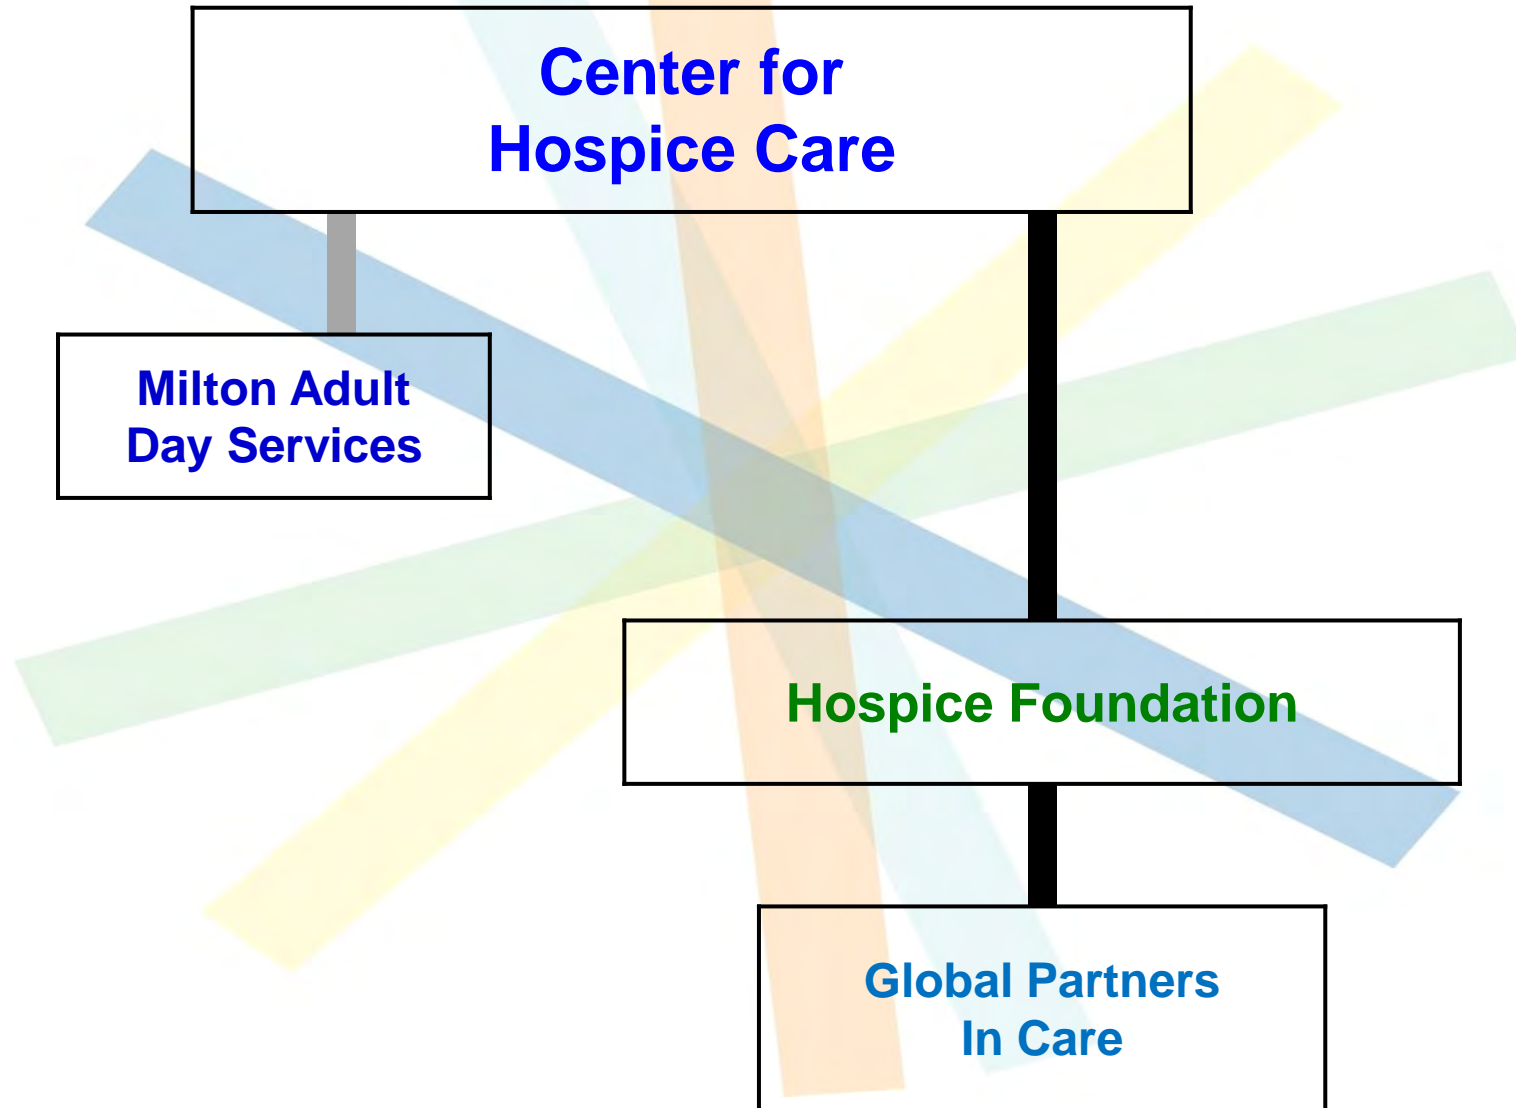 Center for
Hospice Care
Milton Adult
Day Services
Hospice Foundation
Global Partners
In Care